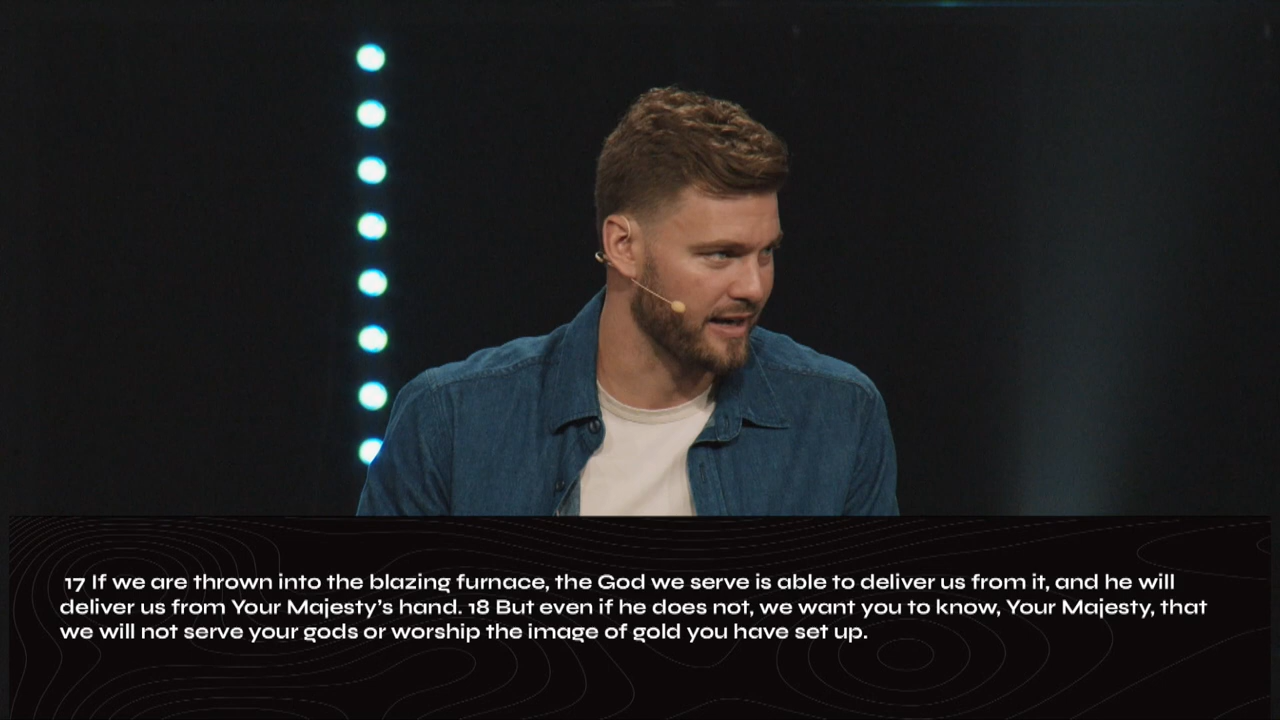 17 If we are thrown into the blazing furnace, the God we serve is able to deliver us from it, and he will
deliver us from Your Majesty’s hand. 18 But even if he does not, we want you to know, Your Majesty, that
we will not serve your gods or worship the image of gold you have set up.